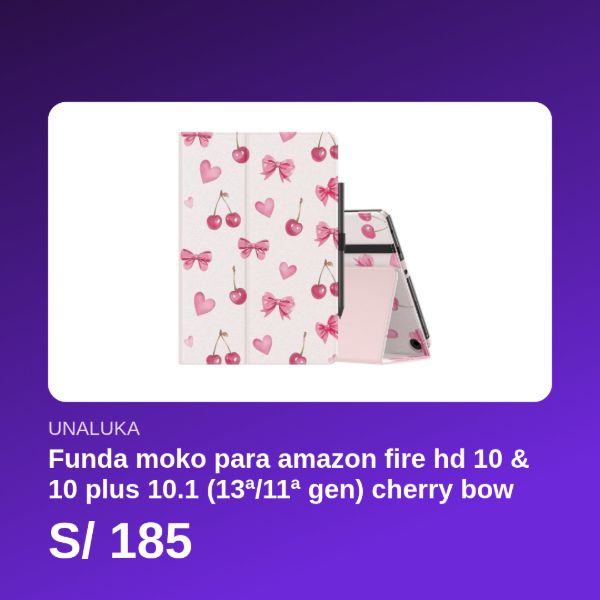 UNALUKA
Funda moko para amazon fire hd 10 &
10 plus 10.1 (13ª/11ª gen) cherry bow
S/ 185